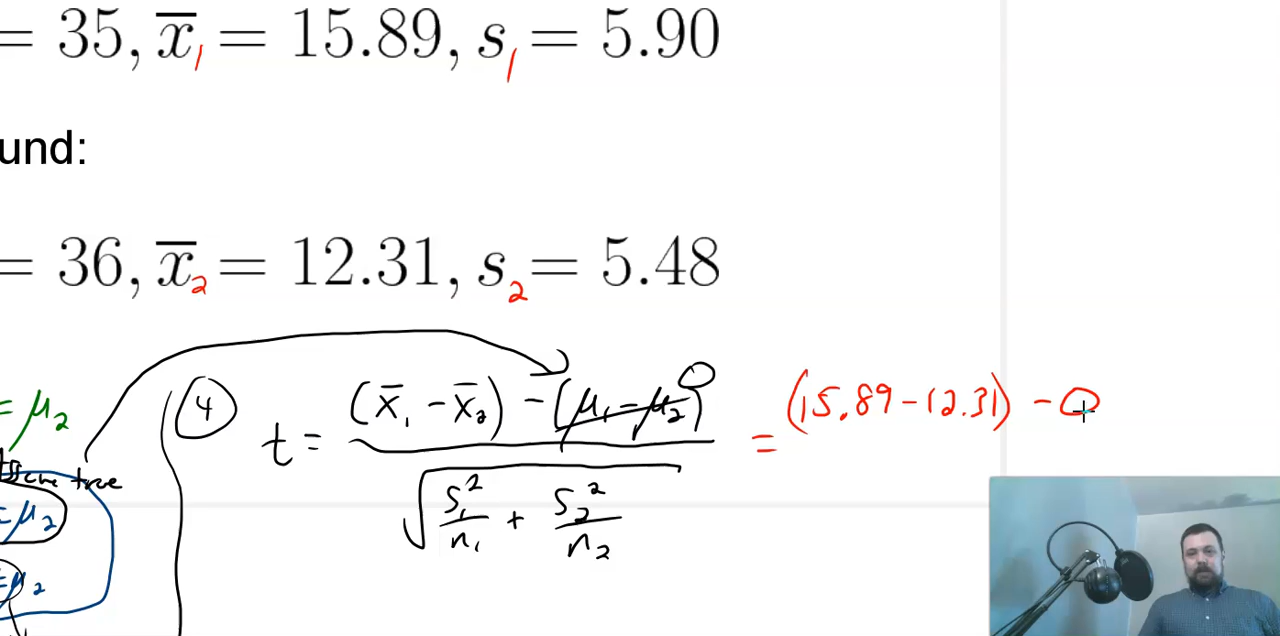 = 35, x̄₁ = 15.89, s₁ = 5.90
und:
= 36, x̄₂ = 12.31, s₂ = 5.48
= μ₂
true
= μ₂
= μ₂
④ t = ((x̄₁ - x̄₂) - (μ₁ - μ₂) 0) / √(s₁²/n₁ + s₂²/n₂) = (15.89 - 12.31) - 0